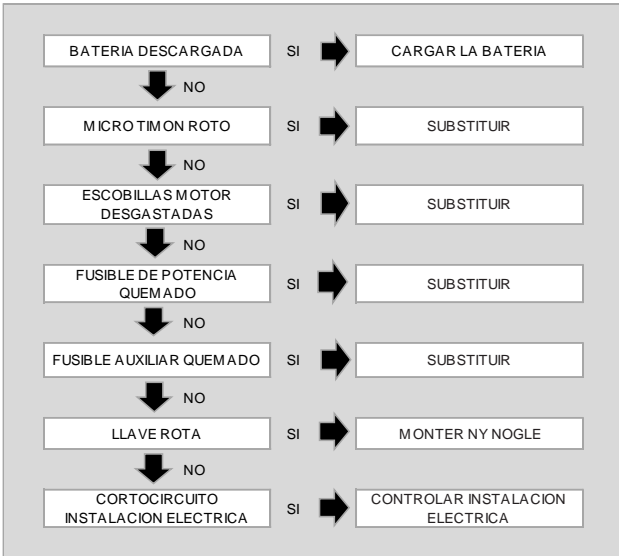 BATERIA DESCARGADA SI CARGAR LA BATERIA
NO
MICRO TIMON ROTO SI SUBSTITUIR
NO
ESCOBILLAS MOTOR
DESGASTADAS SI SUBSTITUIR
NO
FUSIBLE DE POTENCIA
QUEMADO SI SUBSTITUIR
NO
FUSIBLE AUXILIAR QUEMADO SI SUBSTITUIR
NO
LLAVE ROTA SI MONTER NY NOGLE
NO
CORTOCIRCUITO
INSTALACION ELECTRICA SI CONTROLAR INSTALACION
ELECTRICA